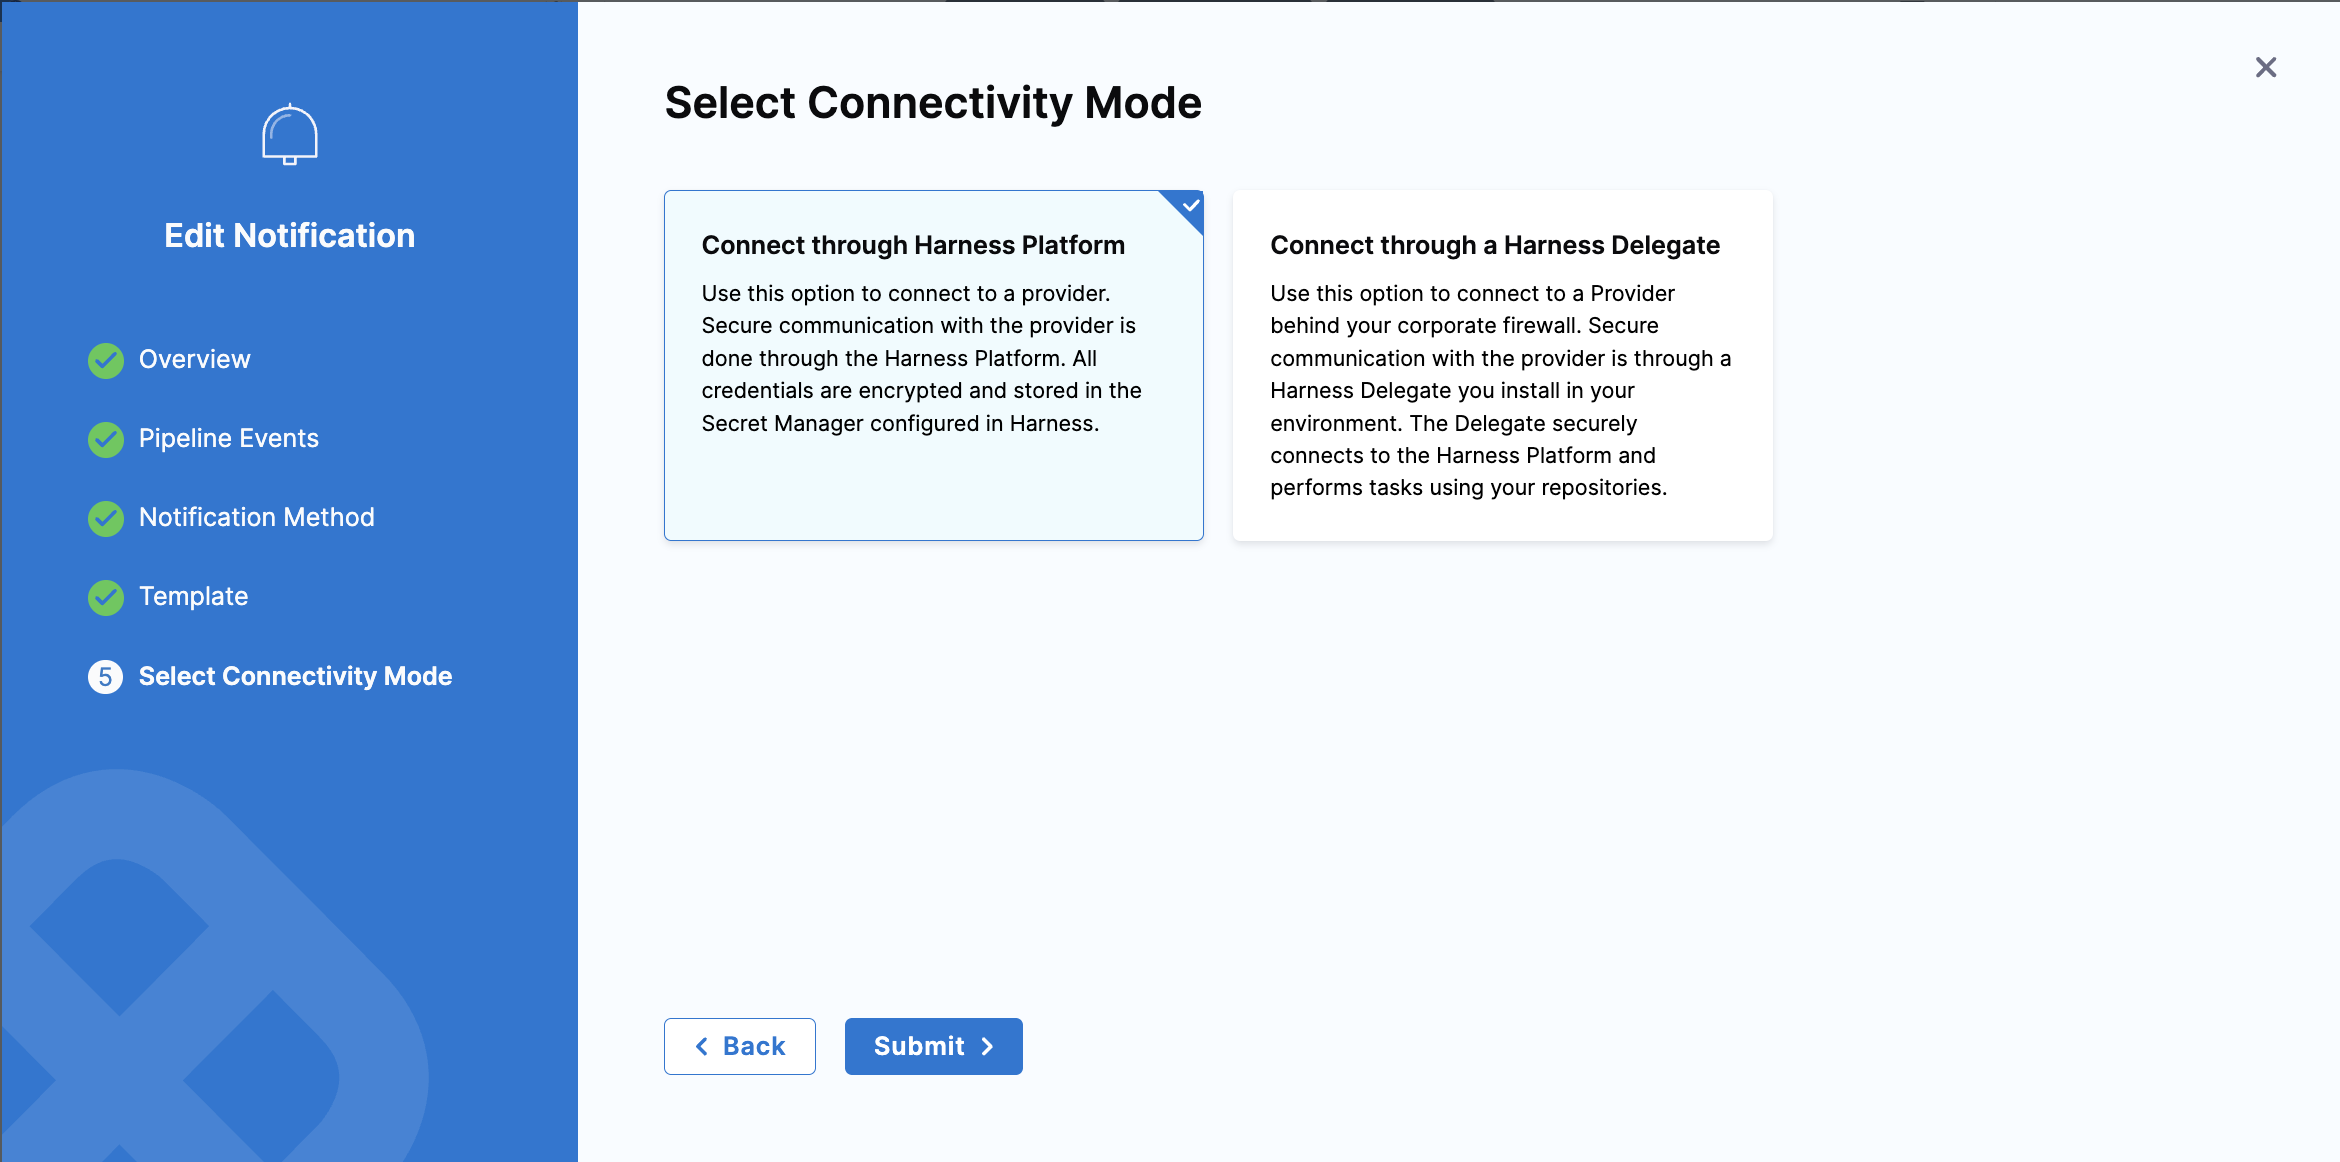 Edit Notification
Overview
Pipeline Events
Notification Method
Template
5 Select Connectivity Mode
Select Connectivity Mode
Connect through Harness Platform
Use this option to connect to a provider.
Secure communication with the provider is
done through the Harness Platform. All
credentials are encrypted and stored in the
Secret Manager configured in Harness.
Connect through a Harness Delegate
Use this option to connect to a Provider
behind your corporate firewall. Secure
communication with the provider is through a
Harness Delegate you install in your
environment. The Delegate securely
connects to the Harness Platform and
performs tasks using your repositories.
Back
Submit